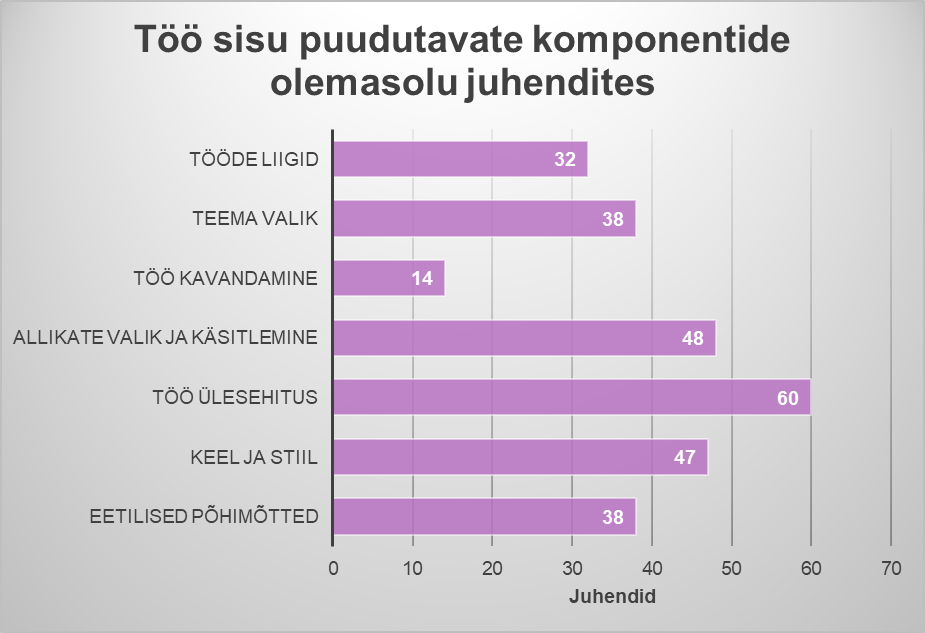 Töö sisu puudutavate komponentide
olemasolu juhendites
TÖÖDE LIIGID
32
TEEMA VALIK
38
TÖÖ KAVANDAMINE
14
ALLIKATE VALIK JA KÄSITLEMINE
48
TÖÖ ÜLESEHITUS
60
KEEL JA STIIL
47
EETILISED PÕHIMÕTTED
38
0 10 20 30 40 50 60 70
Juhendid